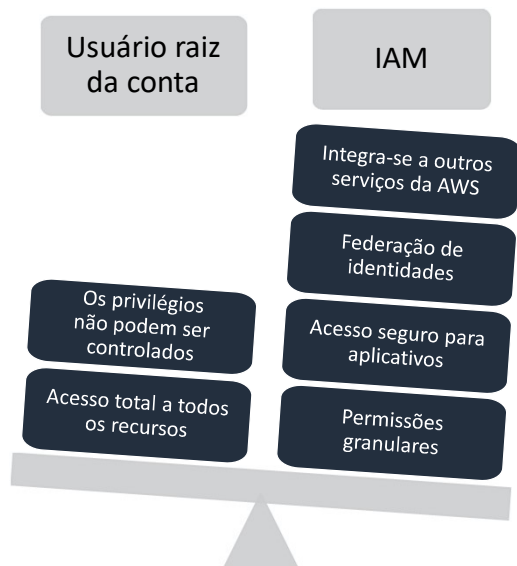 Usuário raiz
da conta
IAM
Os privilégios
não podem ser
controlados
Acesso total a todos
os recursos
Integra-se a outros
serviços da AWS
Federação de
identidades
Acesso seguro para
aplicativos
Permissões
granulares